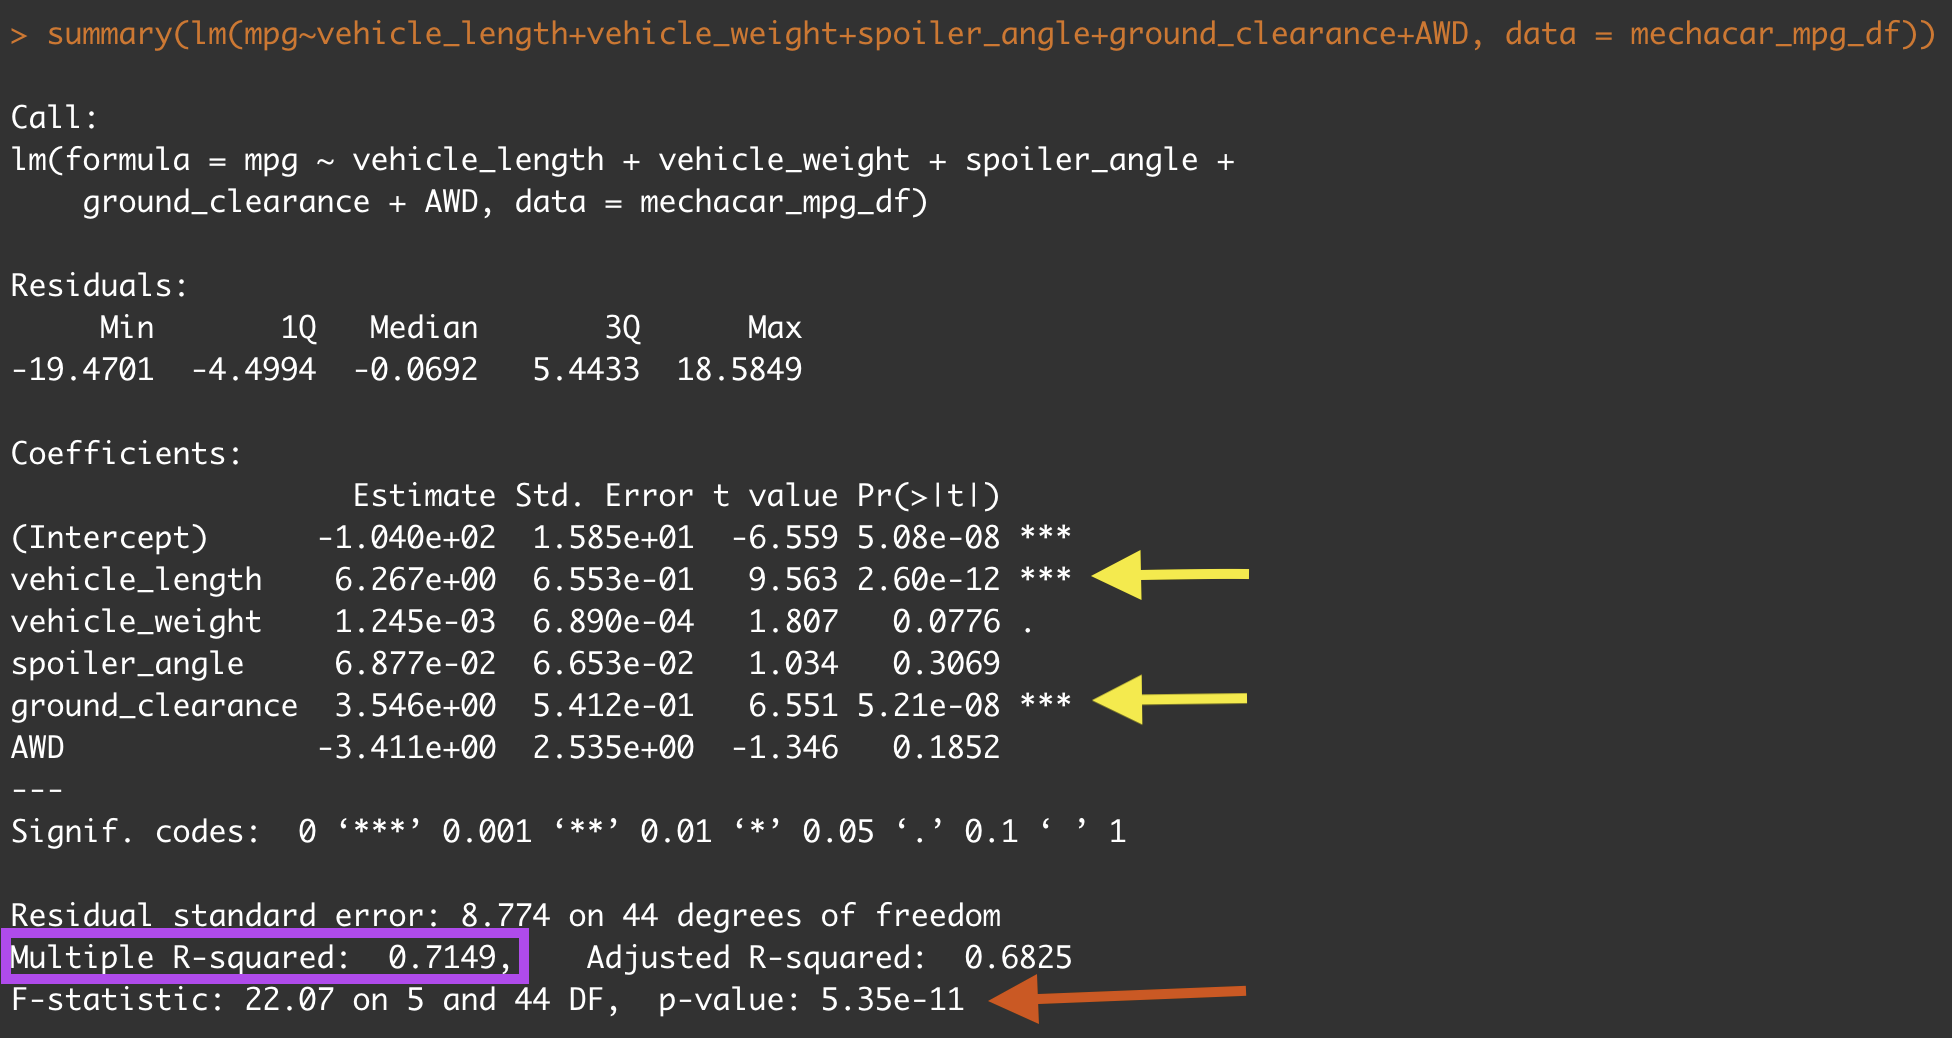 > summary(lm(mpg~vehicle_length+vehicle_weight+spoiler_angle+ground_clearance+AWD, data = mechacar_mpg_df))

Call:
lm(formula = mpg ~ vehicle_length + vehicle_weight + spoiler_angle +
    ground_clearance + AWD, data = mechacar_mpg_df)

Residuals:
     Min       1Q   Median       3Q      Max
-19.4701  -4.4994  -0.0692   5.4433  18.5849

Coefficients:
                   Estimate Std. Error t value Pr(>|t|)
(Intercept)      -1.040e+02  1.585e+01  -6.559 5.08e-08 ***
vehicle_length    6.267e+00  6.553e-01   9.563 2.60e-12 ***
vehicle_weight    1.245e-03  6.890e-04   1.807   0.0776 .
spoiler_angle     6.877e-02  6.653e-02   1.034   0.3069
ground_clearance  3.546e+00  5.412e-01   6.551 5.21e-08 ***
AWD              -3.411e+00  2.535e+00  -1.346   0.1852
---
Signif. codes:  0 ‘***’ 0.001 ‘**’ 0.01 ‘*’ 0.05 ‘.’ 0.1 ‘ ’ 1

Residual standard error: 8.774 on 44 degrees of freedom
Multiple R-squared:  0.7149,    Adjusted R-squared:  0.6825
F-statistic: 22.07 on 5 and 44 DF,  p-value: 5.35e-11